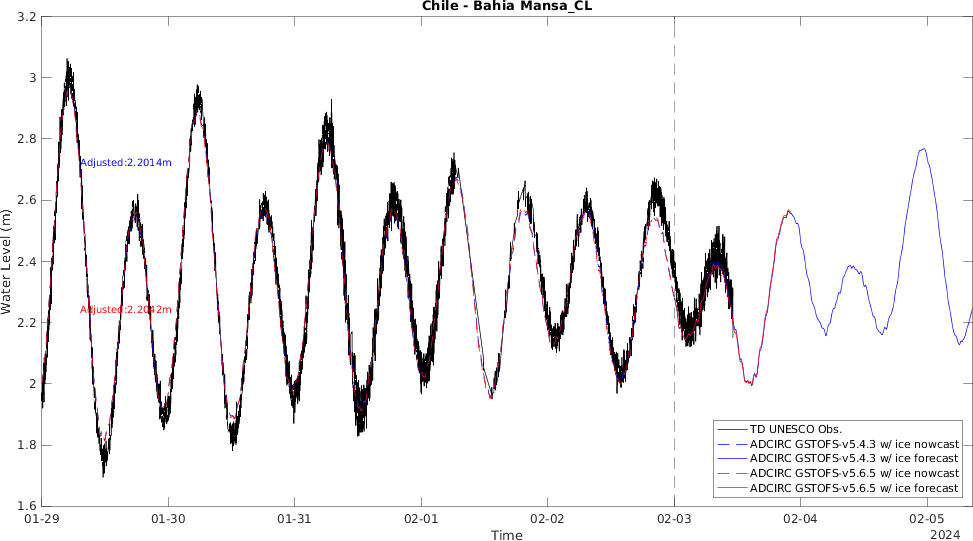 Chile - Bahia Mansa_CL
3.2
3
2.8
2.6
2.4
2.2
2
1.8
1.6
Water Level (m)
Adjusted:2.2014m
Adjusted:2.2042m
TD UNESCO Obs.
ADCIRC GSTOFS-v5.4.3 w/ ice nowcast
ADCIRC GSTOFS-v5.4.3 w/ ice forecast
ADCIRC GSTOFS-v5.6.5 w/ ice nowcast
ADCIRC GSTOFS-v5.6.5 w/ ice forecast
01-29 01-30 01-31 02-01 02-02 02-03 02-04 02-05
Time
2024